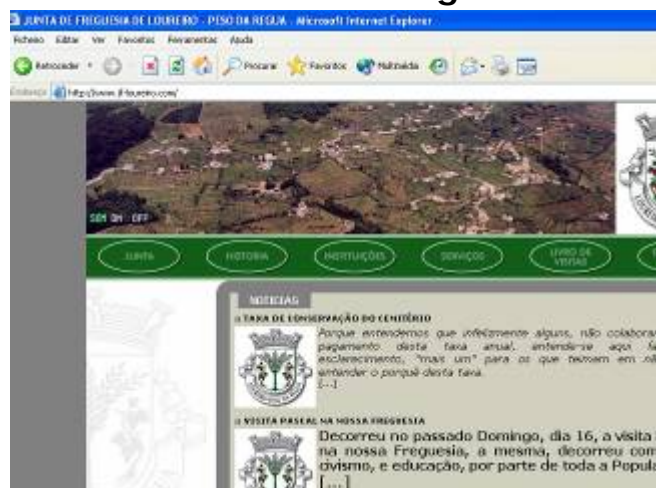 JUNTA DE FREGUESIA DE LOUREIRO - PESO DA REGUA - Microsoft Internet Explorer
Ficheiro Editar Ver Favoritos Ferramentas Ajuda
Retroceder Procurar Favoritos Multimédia
Endereço http://www.jf-loureiro.com/
SOM ON OFF
JUNTA HISTORIA INSTITUIÇÕES SERVIÇOS LIVRO DE VISITAS
NOTICIAS
:: TAXA DE CONSERVAÇÃO DO CEMITÉRIO
Porque entendemos que infelizmente alguns, não colabora
pagamento desta taxa anual, entende-se aqui fa
esclarecimento, "mais um" para os que teimam em nã
entender o porquê desta taxa.
[...]
:: VISITA PASCAL NA NOSSA FREGUESIA
Decorreu no passado Domingo, dia 16, a visita
na nossa Freguesia, a mesma, decorreu com
civismo, e educação, por parte de toda a Popula
[...]